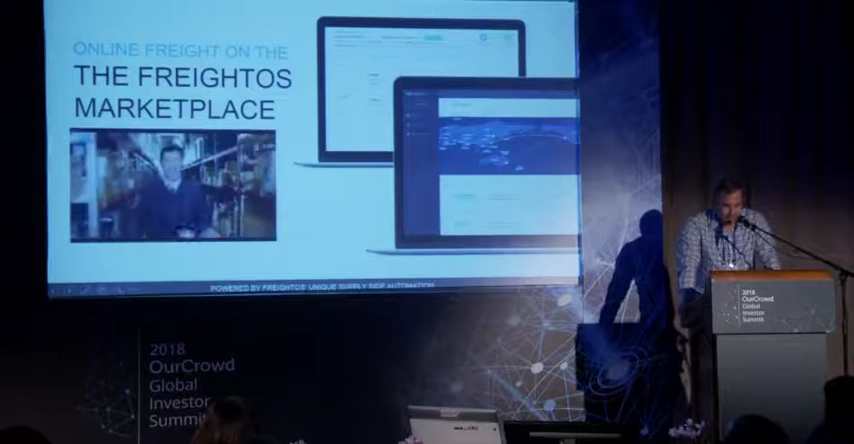 ONLINE FREIGHT ON THE
THE FREIGHTOS
MARKETPLACE
POWERED BY FREIGHTOS' UNIQUE SUPPLY SIDE AUTOMATION
2018
OurCrowd
Global
Investor
Summit
2018
OurCrowd
Global
Investor
Summit